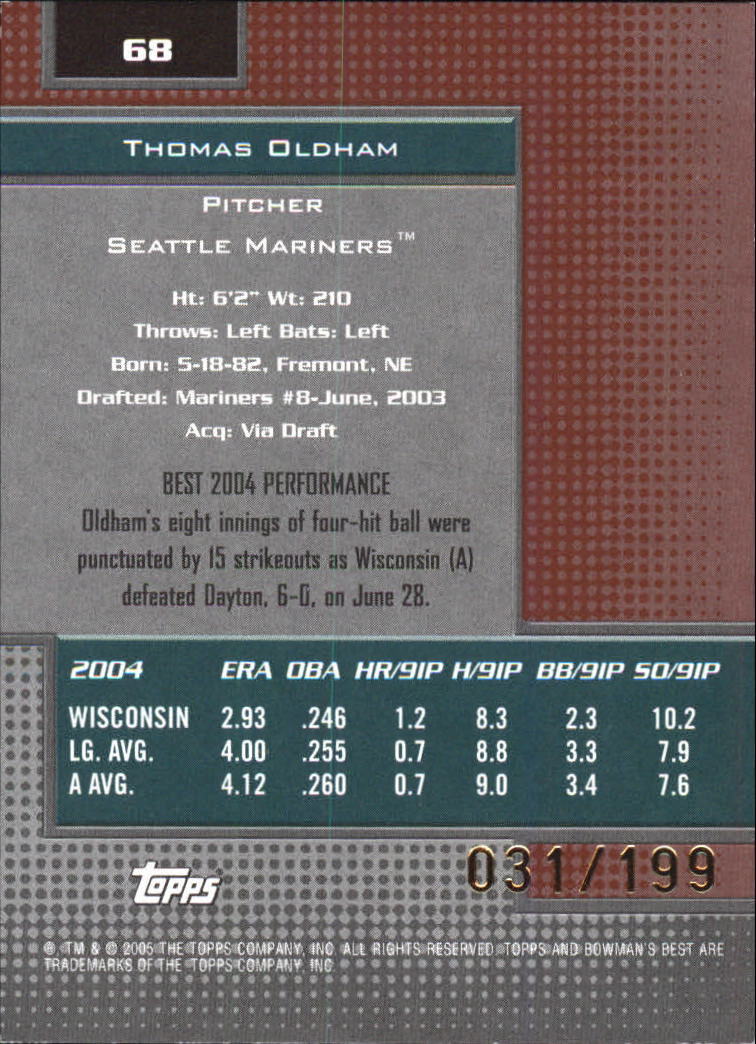 68
THOMAS OLDHAM
PITCHER
SEATTLE MARINERS™
Ht: 6'2" Wt: 210
Throws: Left Bats: Left
Born: 5-18-82, Fremont, NE
Drafted: Mariners #8-June, 2003
Acq: Via Draft
BEST 2004 PERFORMANCE
Oldham's eight innings of four-hit ball were
punctuated by 15 strikeouts as Wisconsin (A)
defeated Dayton, 6-0, on June 28.
2004 ERA OBA HR/9IP H/9IP BB/9IP SO/9IP
WISCONSIN 2.93 .246 1.2 8.3 2.3 10.2
LG. AVG. 4.00 .255 0.7 8.8 3.3 7.9
A AVG. 4.12 .260 0.7 9.0 3.4 7.6
031/199
topps
®, TM & © 2005 THE TOPPS COMPANY, INC. ALL RIGHTS RESERVED. TOPPS AND BOWMAN'S BEST ARE
TRADEMARKS OF THE TOPPS COMPANY, INC.